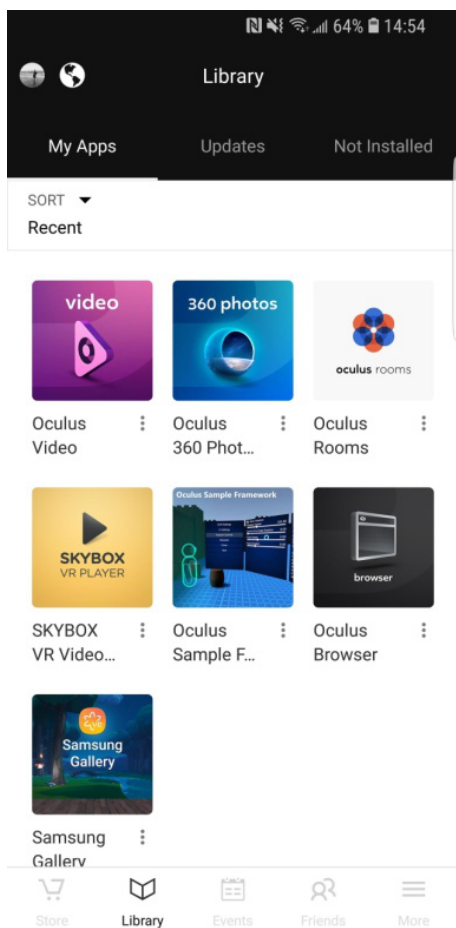 64% 14:54
Library
My Apps Updates Not Installed
SORT
Recent
video
360 photos
oculus rooms
Oculus
Video
Oculus
360 Phot...
Oculus
Rooms
SKYBOX
VR PLAYER
Oculus Sample Framework
browser
SKYBOX
VR Video...
Oculus
Sample F...
Oculus
Browser
Samsung
Gallery
Samsung
Gallery
Store Library Events Friends More